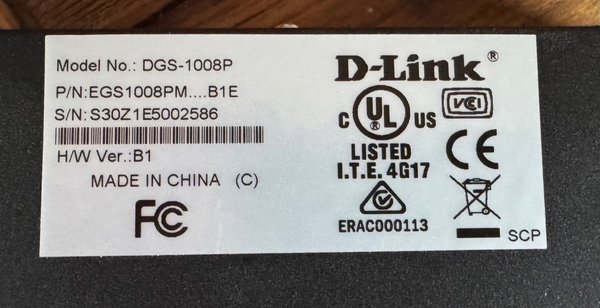 Model No.: DGS-1008P
P/N:EGS1008PM....B1E
S/N:S30Z1E5002586
H/W Ver.:B1
MADE IN CHINA (C)
FC
D-Link®
C UL® US
LISTED
I.T.E. 4G17
VCI
CE
ERAC000113
SCP